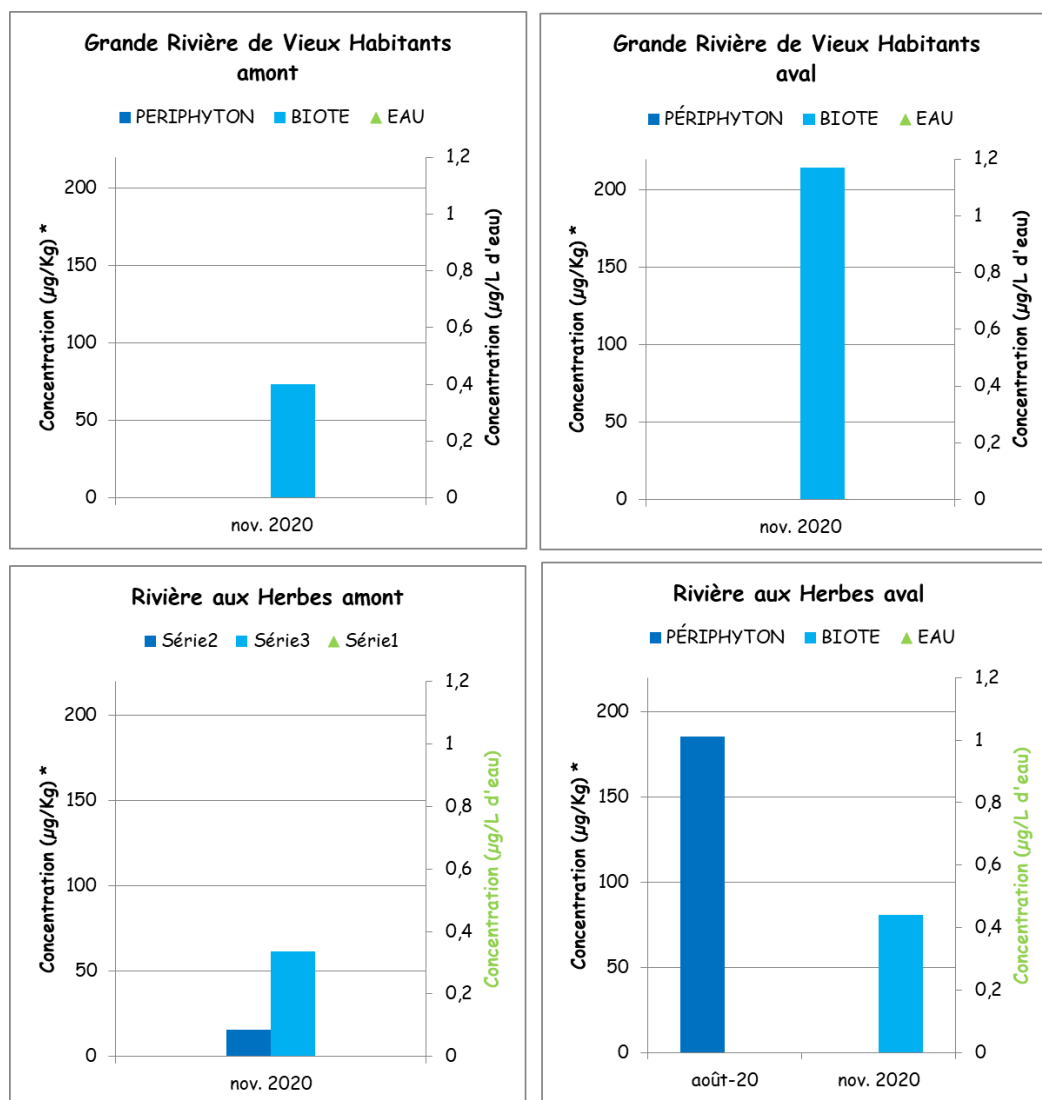 Grande Rivière de Vieux Habitants
amont
PERIPHYTON BIOTE EAU
Concentration (µg/Kg) *
200
150
100
50
0
1,2
1
0,8
0,6
0,4
0,2
0
Concentration (µg/L d'eau)
nov. 2020
Grande Rivière de Vieux Habitants
aval
PÉRIPHYTON BIOTE EAU
Concentration (µg/Kg) *
200
150
100
50
0
1,2
1
0,8
0,6
0,4
0,2
0
Concentration (µg/L d'eau)
nov. 2020
Rivière aux Herbes amont
Série2 Série3 Série1
Concentration (µg/Kg) *
200
150
100
50
0
1,2
1
0,8
0,6
0,4
0,2
0
Concentration (µg/L d'eau)
nov. 2020
Rivière aux Herbes aval
PÉRIPHYTON BIOTE EAU
Concentration (µg/Kg) *
200
150
100
50
0
1,2
1
0,8
0,6
0,4
0,2
0
Concentration (µg/L d'eau)
août-20 nov. 2020